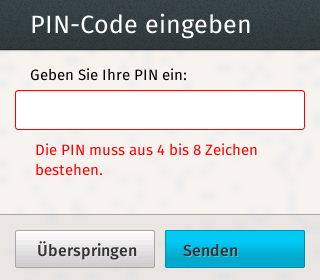 PIN-Code eingeben
Geben Sie Ihre PIN ein:
Die PIN muss aus 4 bis 8 Zeichen
bestehen.
Überspringen
Senden